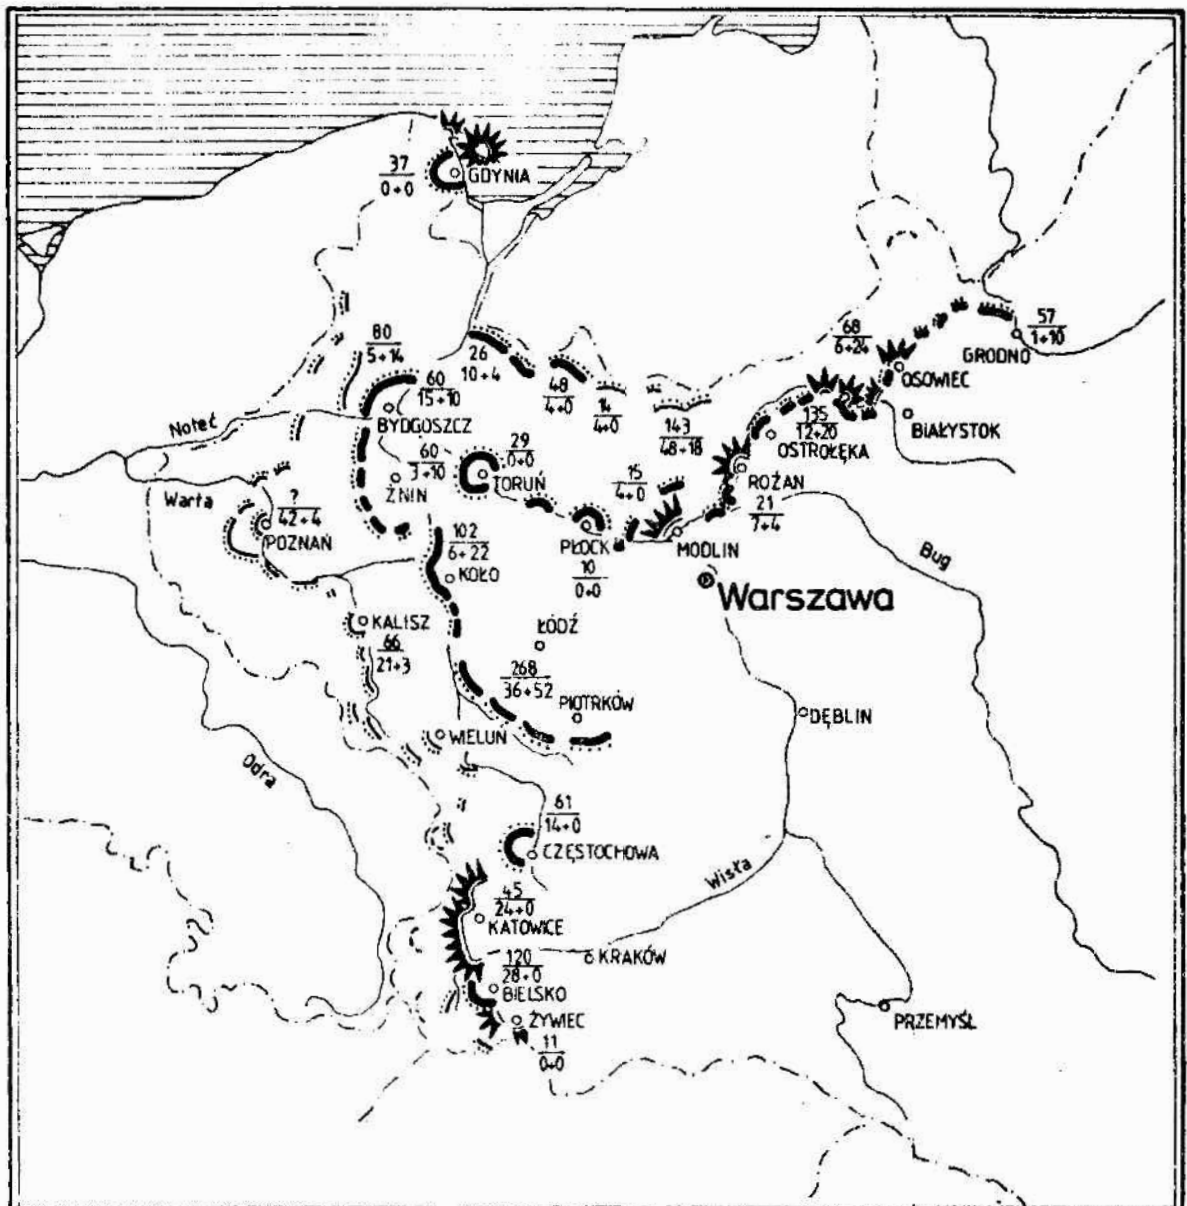 37
0+0
GDYNIA
80
5+14
26
10+4
60
15+10
BYDGOSZCZ
Noteć
60
3+10
ŻNIN
29
0+0
TORUŃ
48
4+0
14
4+0
143
48+18
68
6+24
OSOWIEC
57
1+10
GRODNO
BIAŁYSTOK
135
12+20
OSTROŁĘKA
ROŻAN
21
7+4
15
4+0
MODLIN
PŁOCK
10
0+0
Warta
?
42+4
POZNAŃ
102
6+22
KOŁO
Warszawa
Bug
KALISZ
66
21+3
ŁÓDŹ
268
36+52
PIOTRKÓW
DĘBLIN
WIELUŃ
Odra
61
14+0
CZĘSTOCHOWA
Wisła
45
24+0
KATOWICE
KRAKÓW
120
28+0
BIELSKO
ŻYWIEC
11
0+0
PRZEMYŚL